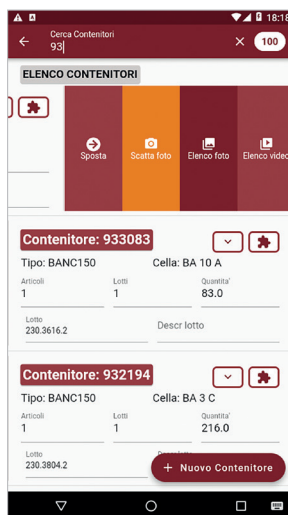 18:18
Cerca Contenitori
93
100
ELENCO CONTENITORI
Sposta
Scatta foto
Elenco foto
Elenco video
Contenitore: 933083
Tipo: BANC150 Cella: BA 10 A
Articoli Lotti Quantita'
1 1 83.0
Lotto
230.3616.2 Descr lotto
Contenitore: 932194
Tipo: BANC150 Cella: BA 3 C
Articoli Lotti Quantita'
1 1 216.0
Lotto
230.3804.2
+ Nuovo Contenitore